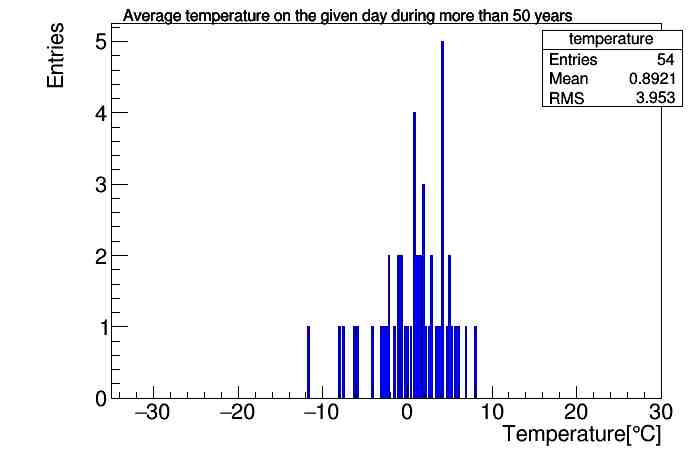 Average temperature on the given day during more than 50 years
temperature
Entries 54
Mean 0.8921
RMS 3.953
Entries
5
4
3
2
1
0
−30 −20 −10 0 10 20 30
Temperature[°C]